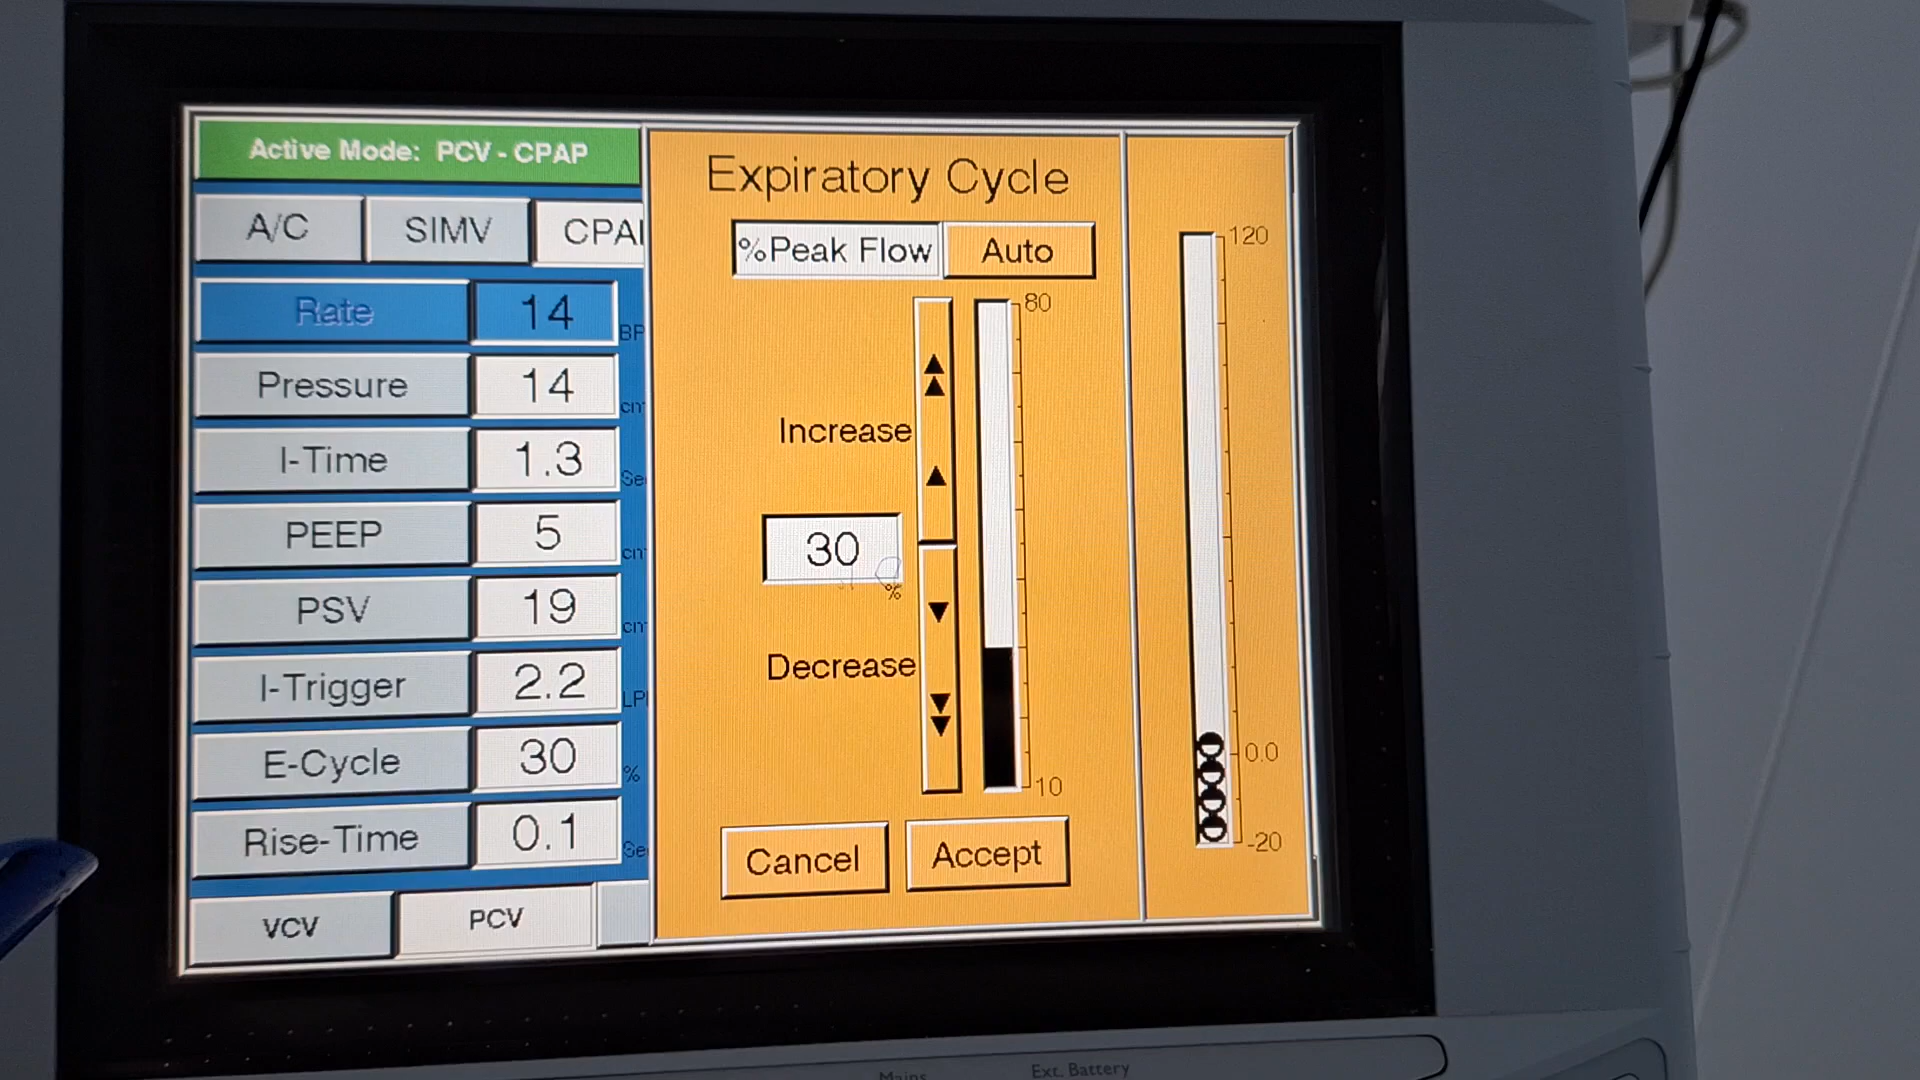 Active Mode: PCV - CPAP
A/C SIMV CPAI
Rate 14 BP
Pressure 14 cm
I-Time 1.3 Se
PEEP 5 cm
PSV 19 cm
I-Trigger 2.2 LP
E-Cycle 30 %
Rise-Time 0.1 Se
VCV PCV
Expiratory Cycle
%Peak Flow Auto
80
Increase
30 %
Decrease
10
Cancel Accept
120
0.0
-20
Mains Ext. Battery